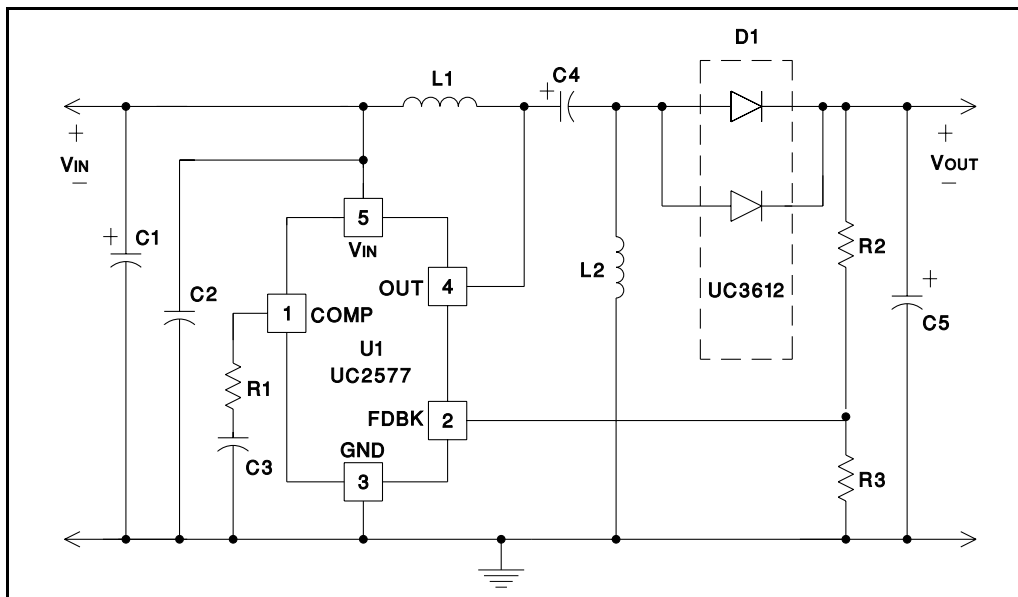 D1
L1
C4
+
+
VIN
−
+
VOUT
−
5
VIN
+
C1
R2
C2
OUT
4
L2
UC3612
+
1
COMP
C5
U1
UC2577
R1
FDBK
2
GND
C3
3
R3